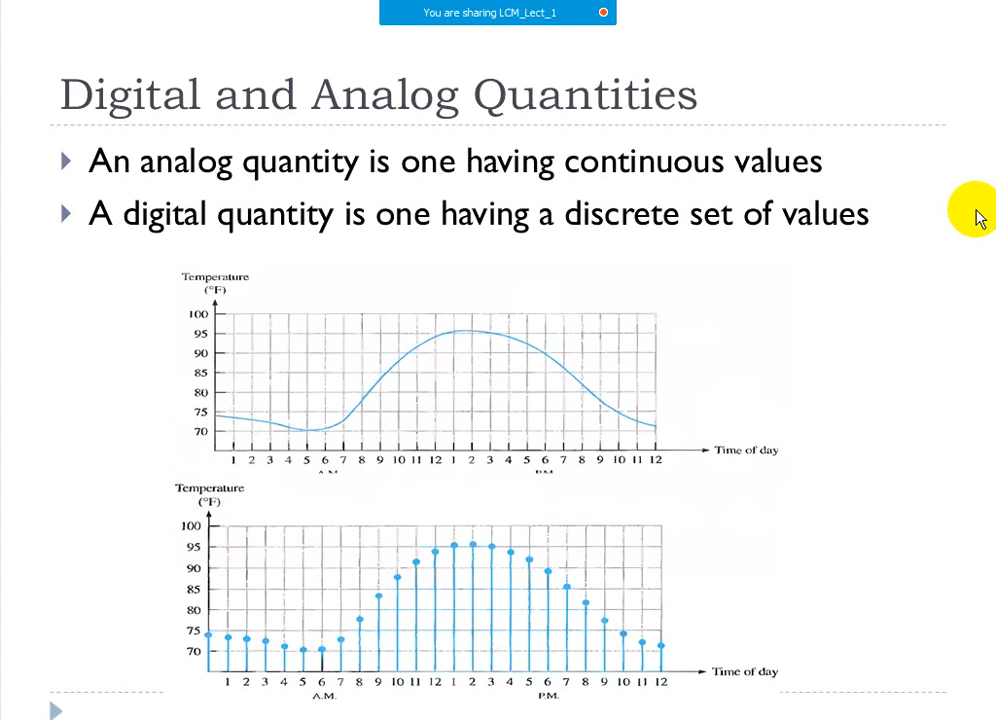 You are sharing LCM_Lect_1
Digital and Analog Quantities
An analog quantity is one having continuous values
A digital quantity is one having a discrete set of values
Temperature
(°F)
100
95
90
85
80
75
70
1 2 3 4 5 6 7 8 9 10 11 12 1 2 3 4 5 6 7 8 9 10 11 12
Time of day
A.M. P.M.
Temperature
(°F)
100
95
90
85
80
75
70
Time of day
1 2 3 4 5 6 7 8 9 10 11 12 1 2 3 4 5 6 7 8 9 10 11 12
A.M. P.M.